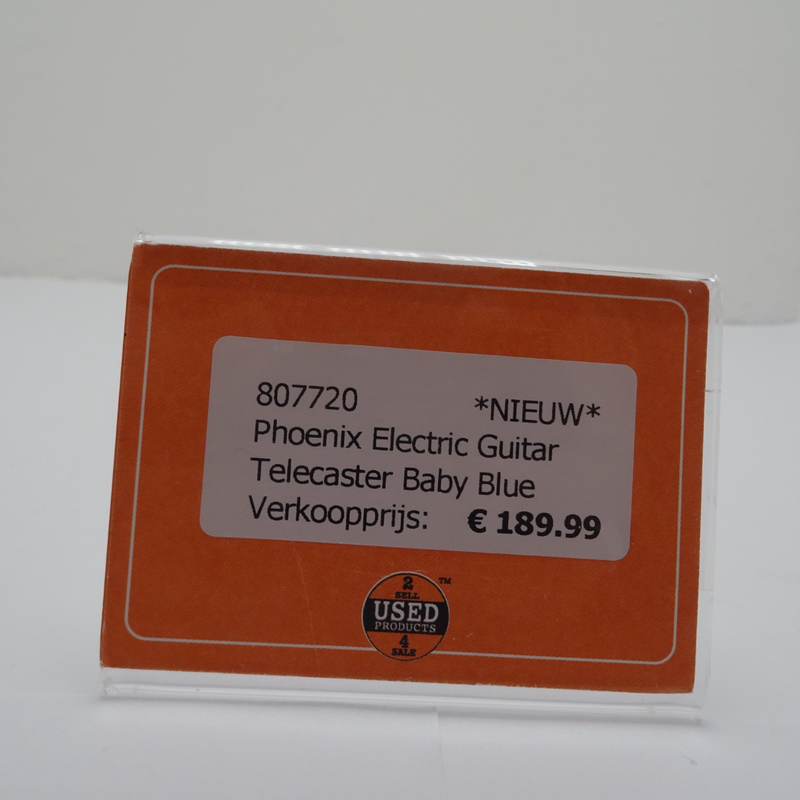 807720 *NIEUW*
Phoenix Electric Guitar
Telecaster Baby Blue
Verkoopprijs: € 189.99
2 TM
SELL
USED
PRODUCTS
4
SALE